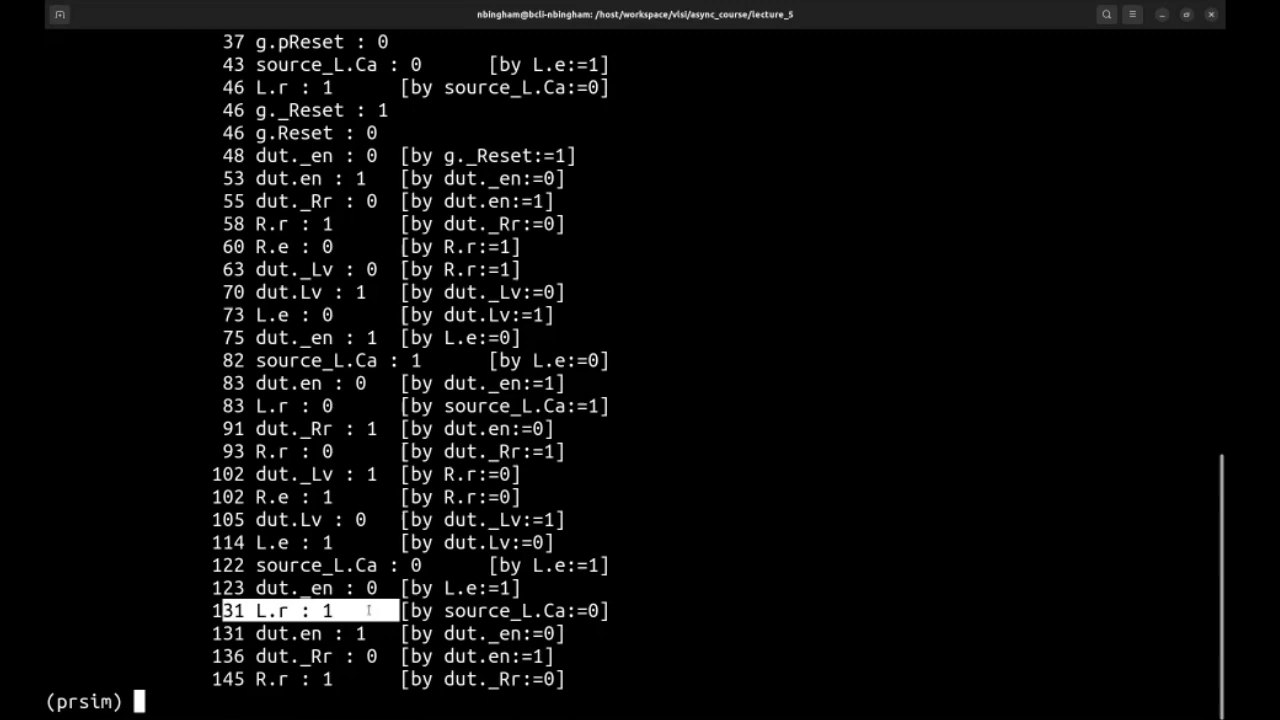 nbingham@bcli-nbingham: /host/workspace/vlsi/async_course/lecture_5
37 g.pReset : 0
43 source_L.Ca : 0 [by L.e:=1]
46 L.r : 1 [by source_L.Ca:=0]
46 g._Reset : 1
46 g.Reset : 0
48 dut._en : 0 [by g._Reset:=1]
53 dut.en : 1 [by dut._en:=0]
55 dut._Rr : 0 [by dut.en:=1]
58 R.r : 1 [by dut._Rr:=0]
60 R.e : 0 [by R.r:=1]
63 dut._Lv : 0 [by R.r:=1]
70 dut.Lv : 1 [by dut._Lv:=0]
73 L.e : 0 [by dut.Lv:=1]
75 dut._en : 1 [by L.e:=0]
82 source_L.Ca : 1 [by L.e:=0]
83 dut.en : 0 [by dut._en:=1]
83 L.r : 0 [by source_L.Ca:=1]
91 dut._Rr : 1 [by dut.en:=0]
93 R.r : 0 [by dut._Rr:=1]
102 dut._Lv : 1 [by R.r:=0]
102 R.e : 1 [by R.r:=0]
105 dut.Lv : 0 [by dut._Lv:=1]
114 L.e : 1 [by dut.Lv:=0]
122 source_L.Ca : 0 [by L.e:=1]
123 dut._en : 0 [by L.e:=1]
131 L.r : 1 [by source_L.Ca:=0]
131 dut.en : 1 [by dut._en:=0]
136 dut._Rr : 0 [by dut.en:=1]
145 R.r : 1 [by dut._Rr:=0]
(prsim)